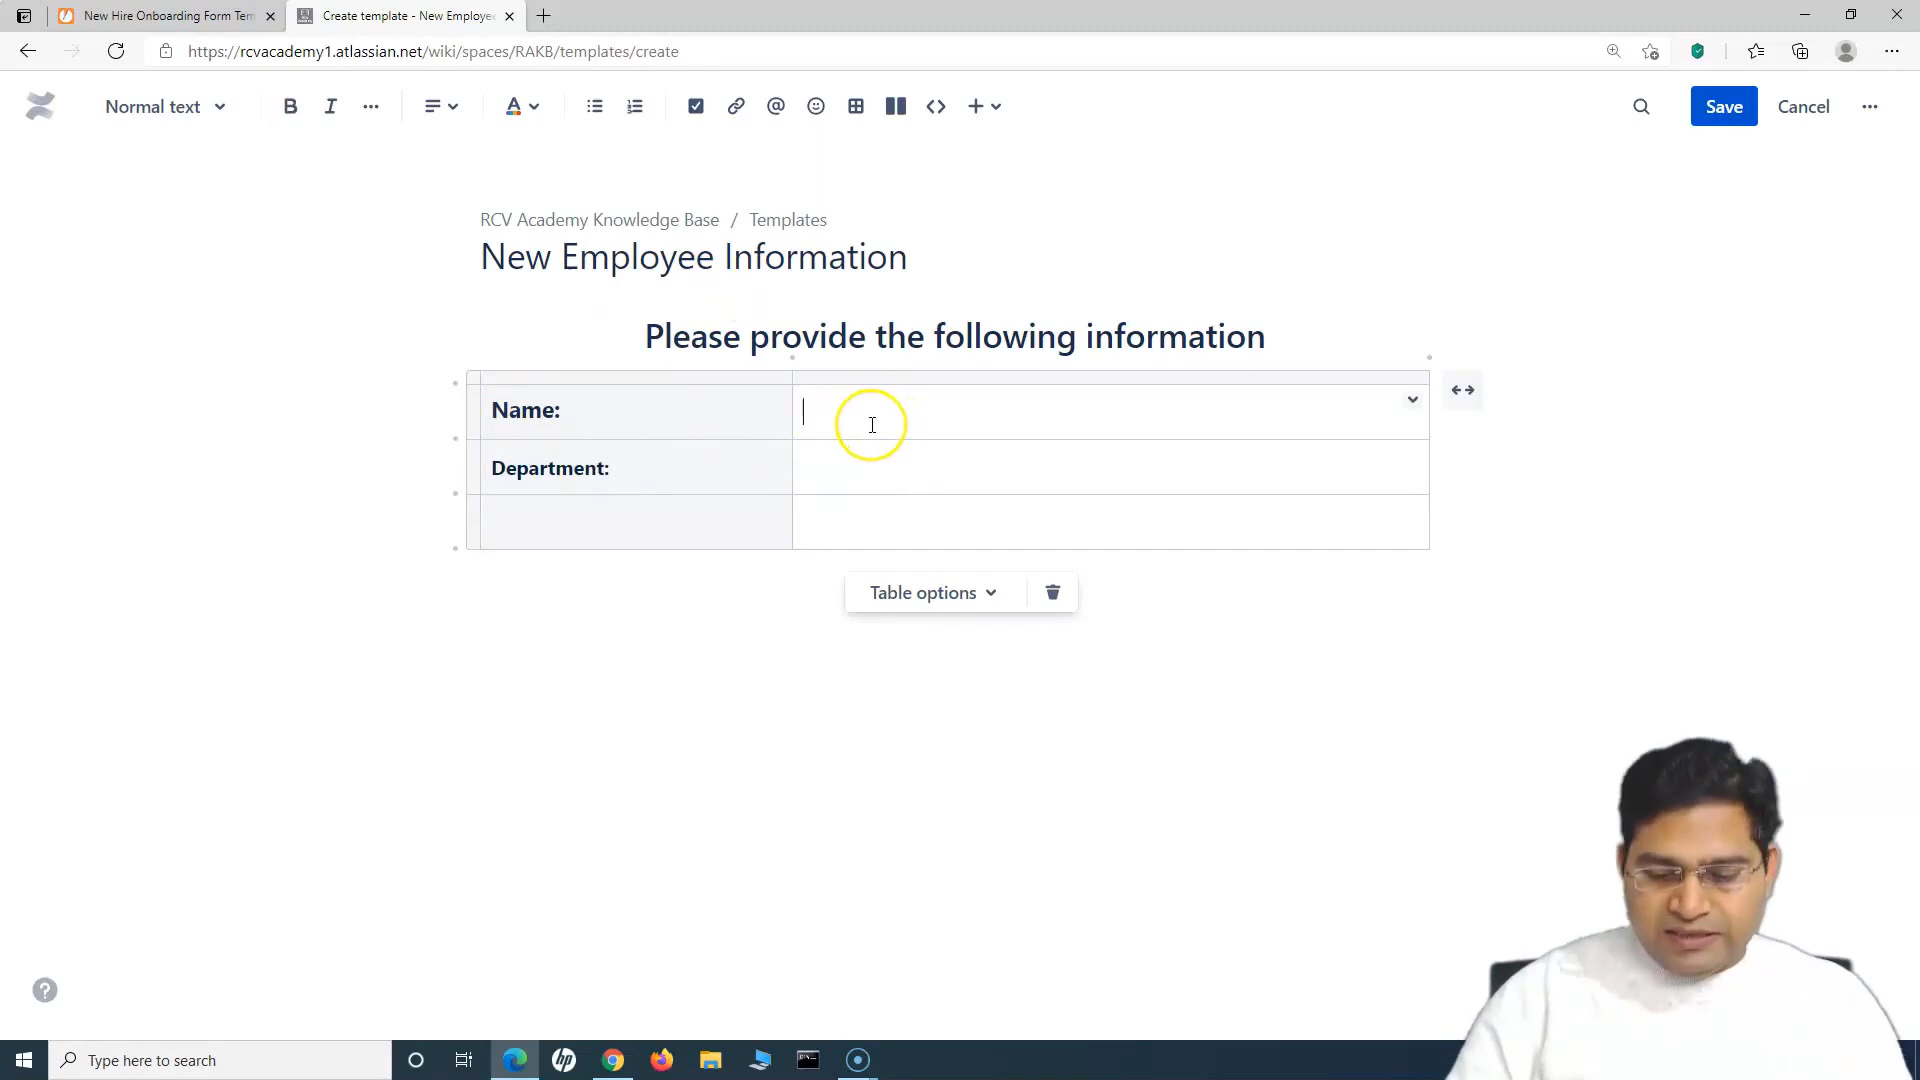 New Hire Onboarding Form Tem
Create template - New Employee
https://rcvacademy1.atlassian.net/wiki/spaces/RAKB/templates/create
Normal text
Save
Cancel
RCV Academy Knowledge Base / Templates
New Employee Information
Please provide the following information
Name:
Department:
Table options
Type here to search